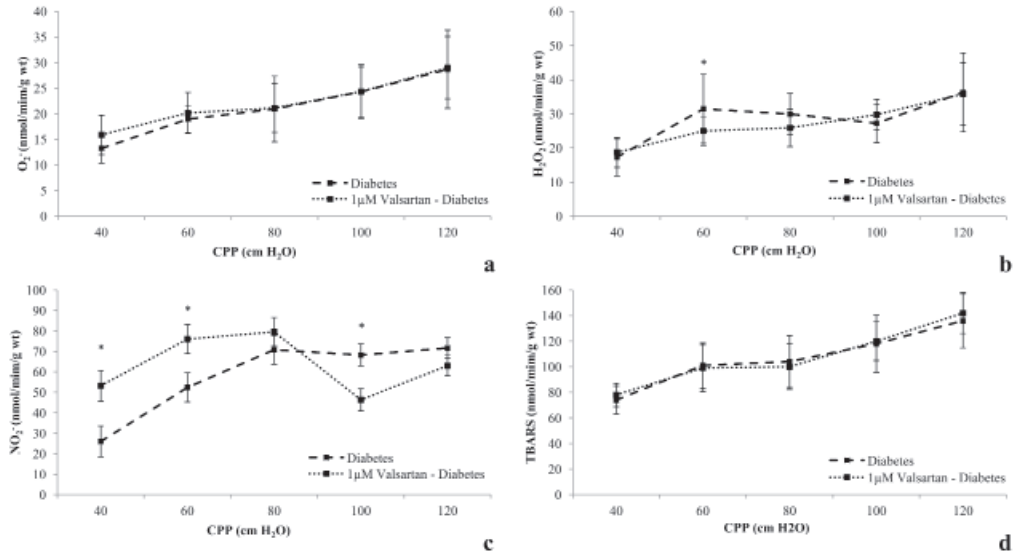 40
35
30
25
20
15
10
5
0
O₂⁻ (nmol/mim/g wt)
Diabetes
1μM Valsartan - Diabetes
40 60 80 100 120
CPP (cm H₂O)
a
60
50
40
30
20
10
0
H₂O₂ (nmol/mim/g wt)
*
Diabetes
1μM Valsartan - Diabetes
40 60 80 100 120
CPP (cm H₂O)
b
100
90
80
70
60
50
40
30
20
10
0
NO₂⁻ (nmol/mim/g wt)
* * *
Diabetes
1μM Valsartan - Diabetes
40 60 80 100 120
CPP (cm H₂O)
c
160
140
120
100
80
60
40
20
0
TBARS (nmol/mim/g wt)
Diabetes
1μM Valsartan - Diabetes
40 60 80 100 120
CPP (cm H2O)
d